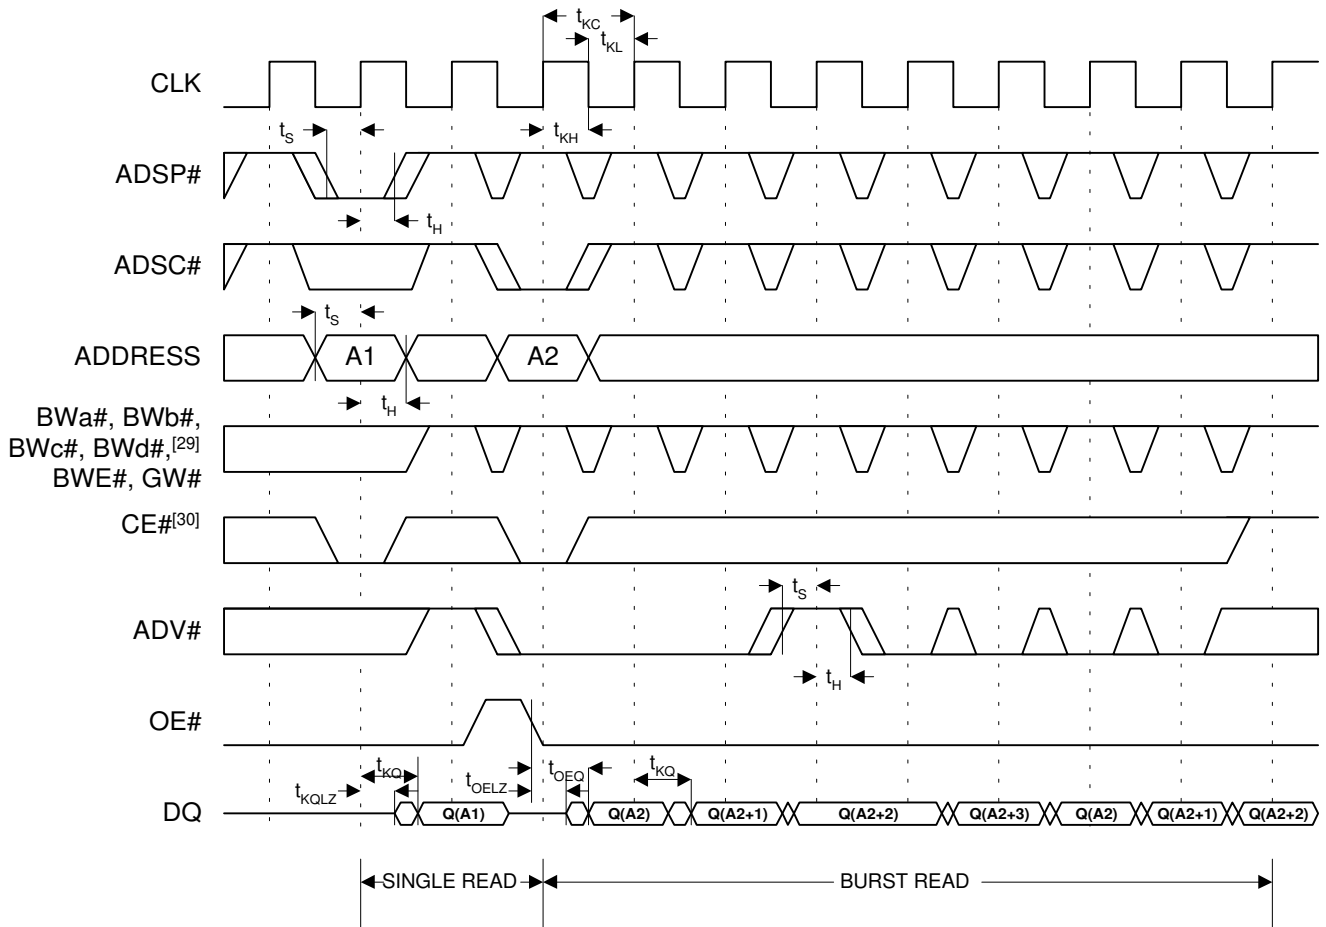 tKC
tKL
CLK
tS
tKH
ADSP#
tH
ADSC#
tS
ADDRESS
A1
A2
tH
BWa#, BWb#,
BWc#, BWd#,[29]
BWE#, GW#
CE#[30]
tS
ADV#
tH
OE#
tKQ
tOEQ
tKQ
tOELZ
tKQLZ
DQ
Q(A1)
Q(A2)
Q(A2+1)
Q(A2+2)
Q(A2+3)
Q(A2)
Q(A2+1)
Q(A2+2)
SINGLE READ
BURST READ